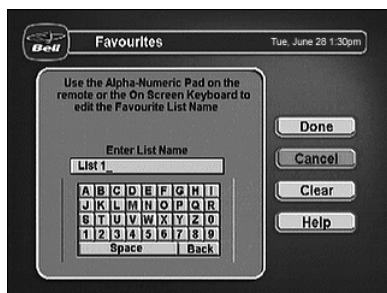 Bell
Favourites
Tue, June 28 1:30pm
Use the Alpha-Numeric Pad on the
remote or the On Screen Keyboard to
edit the Favourite List Name
Enter List Name
List 1_
A B C D E F G H I
J K L M N O P Q R
S T U V W X Y Z 0
1 2 3 4 5 6 7 8 9
Space Back
Done
Cancel
Clear
Help